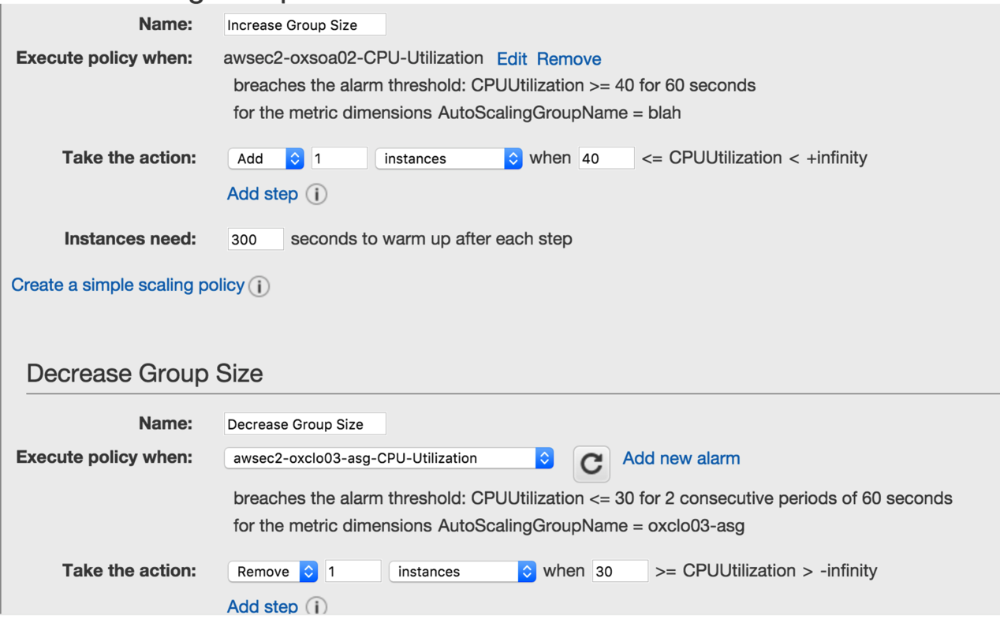 Name: Increase Group Size
Execute policy when: awsec2-oxsoa02-CPU-Utilization Edit Remove
breaches the alarm threshold: CPUUtilization >= 40 for 60 seconds
for the metric dimensions AutoScalingGroupName = blah
Take the action: Add 1 instances when 40 <= CPUUtilization < +infinity
Add step i
Instances need: 300 seconds to warm up after each step
Create a simple scaling policy i
Decrease Group Size
Name: Decrease Group Size
Execute policy when: awsec2-oxclo03-asg-CPU-Utilization Add new alarm
breaches the alarm threshold: CPUUtilization <= 30 for 2 consecutive periods of 60 seconds
for the metric dimensions AutoScalingGroupName = oxclo03-asg
Take the action: Remove 1 instances when 30 >= CPUUtilization > -infinity
Add step i